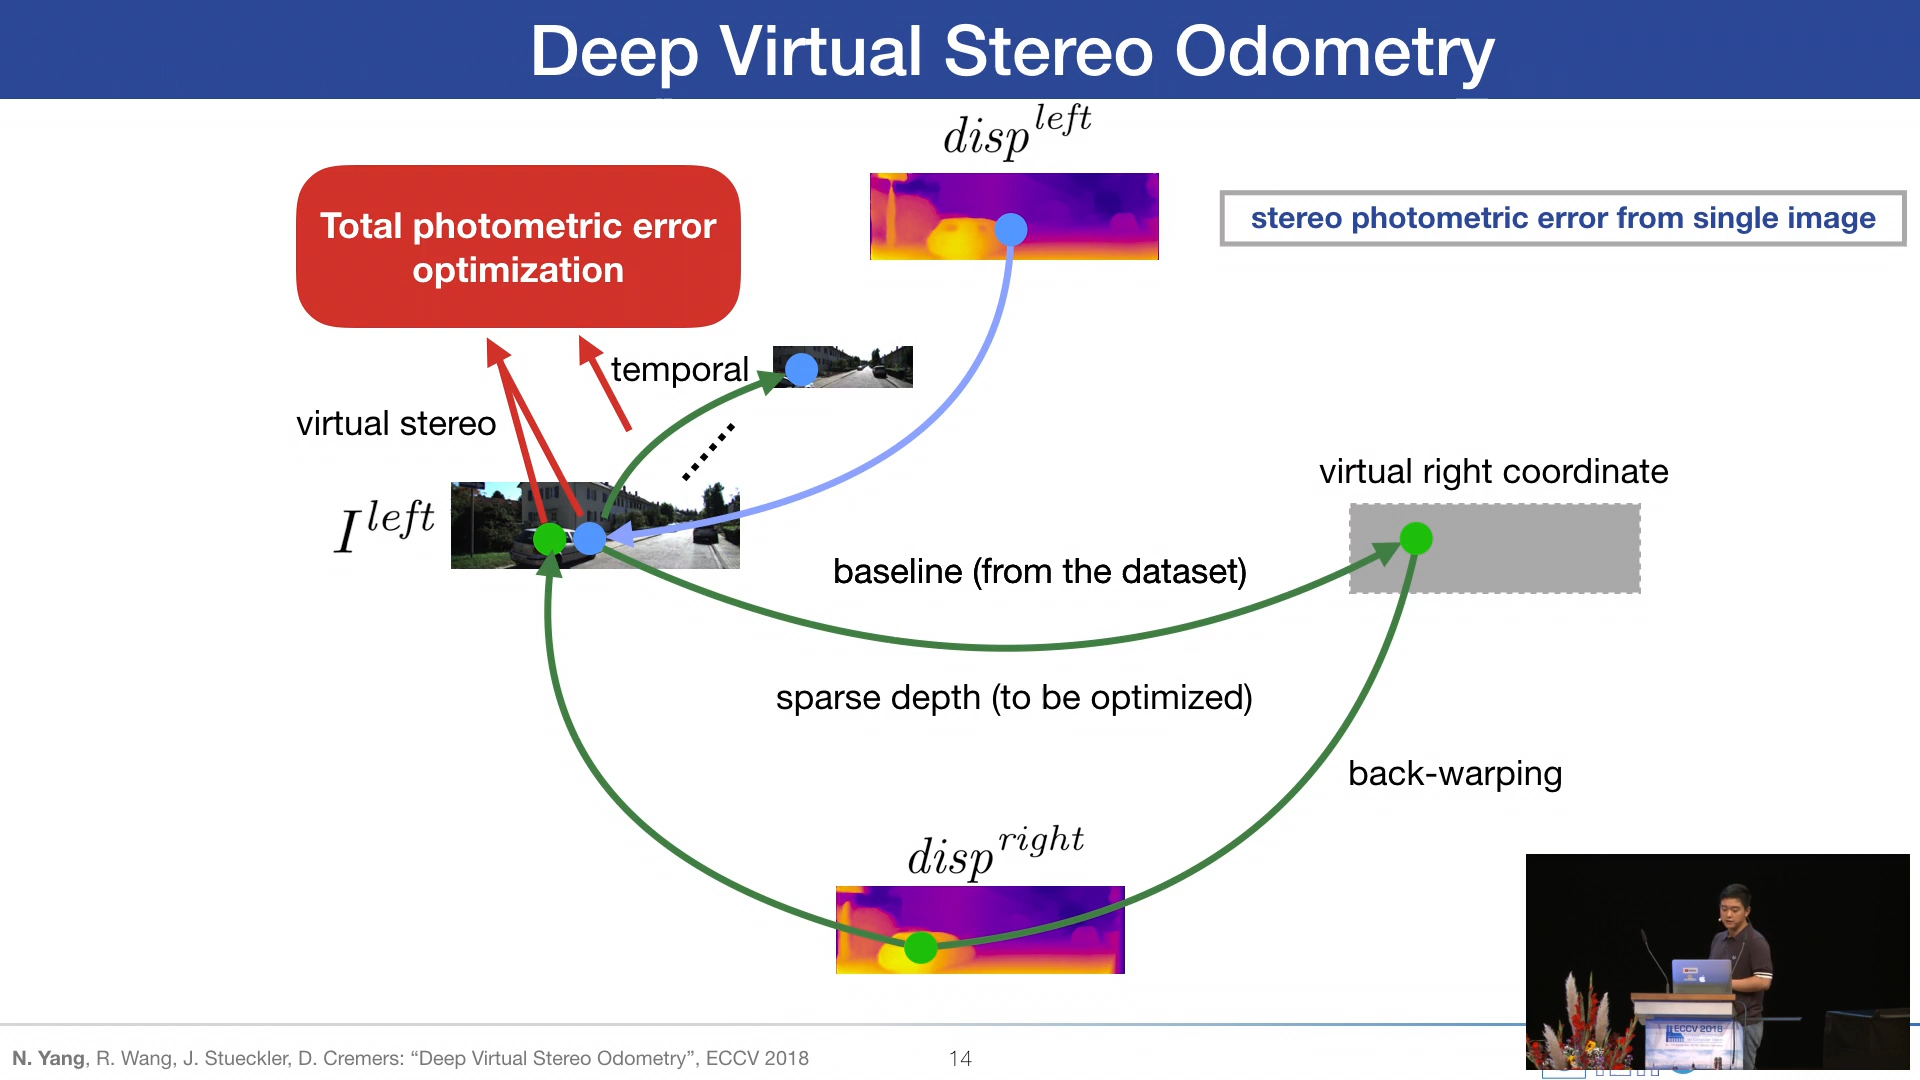 Deep Virtual Stereo Odometry
disp^left
Total photometric error
optimization
stereo photometric error from single image
temporal
virtual stereo
I^left
virtual right coordinate
baseline (from the dataset)
sparse depth (to be optimized)
back-warping
disp^right
N. Yang, R. Wang, J. Stueckler, D. Cremers: “Deep Virtual Stereo Odometry”, ECCV 2018
14
ECCV 2018